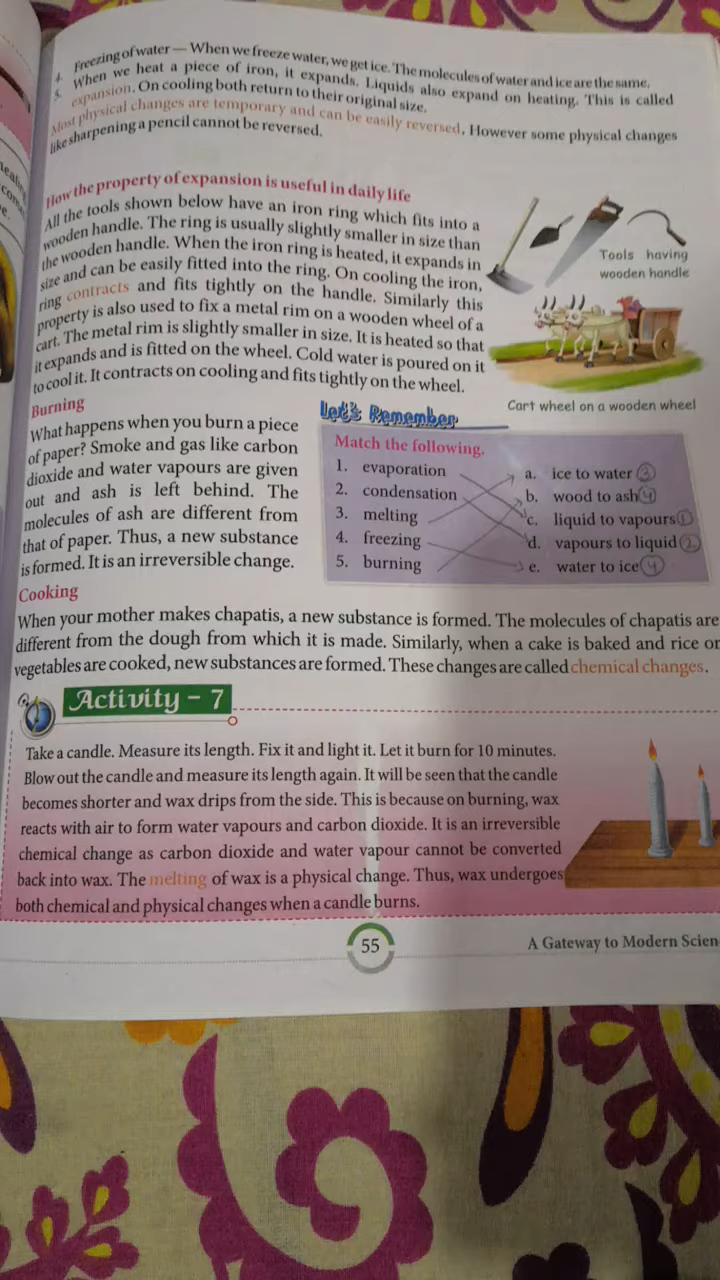 4. Freezing of water — When we freeze water, we get ice. The molecules of water and ice are the same.
5. When we heat a piece of iron, it expands. Liquids also expand on heating. This is called
expansion. On cooling both return to their original size.
Most physical changes are temporary and can be easily reversed. However some physical changes
like sharpening a pencil cannot be reversed.
How the property of expansion is useful in daily life
All the tools shown below have an iron ring which fits into a
wooden handle. The ring is usually slightly smaller in size than
the wooden handle. When the iron ring is heated, it expands in
size and can be easily fitted into the ring. On cooling the iron,
ring contracts and fits tightly on the handle. Similarly this
property is also used to fix a metal rim on a wooden wheel of a
cart. The metal rim is slightly smaller in size. It is heated so that
it expands and is fitted on the wheel. Cold water is poured on it
to cool it. It contracts on cooling and fits tightly on the wheel.
Tools having
wooden handle
Cart wheel on a wooden wheel
Burning
What happens when you burn a piece
of paper? Smoke and gas like carbon
dioxide and water vapours are given
out and ash is left behind. The
molecules of ash are different from
that of paper. Thus, a new substance
is formed. It is an irreversible change.
Let's Remember
Match the following.
1. evaporation
2. condensation
3. melting
4. freezing
5. burning
a. ice to water 3
b. wood to ash 4
c. liquid to vapours 1
d. vapours to liquid 2
e. water to ice 4
Cooking
When your mother makes chapatis, a new substance is formed. The molecules of chapatis are
different from the dough from which it is made. Similarly, when a cake is baked and rice or
vegetables are cooked, new substances are formed. These changes are called chemical changes.
Activity – 7
Take a candle. Measure its length. Fix it and light it. Let it burn for 10 minutes.
Blow out the candle and measure its length again. It will be seen that the candle
becomes shorter and wax drips from the side. This is because on burning, wax
reacts with air to form water vapours and carbon dioxide. It is an irreversible
chemical change as carbon dioxide and water vapour cannot be converted
back into wax. The melting of wax is a physical change. Thus, wax undergoes
both chemical and physical changes when a candle burns.
55
A Gateway to Modern Scien